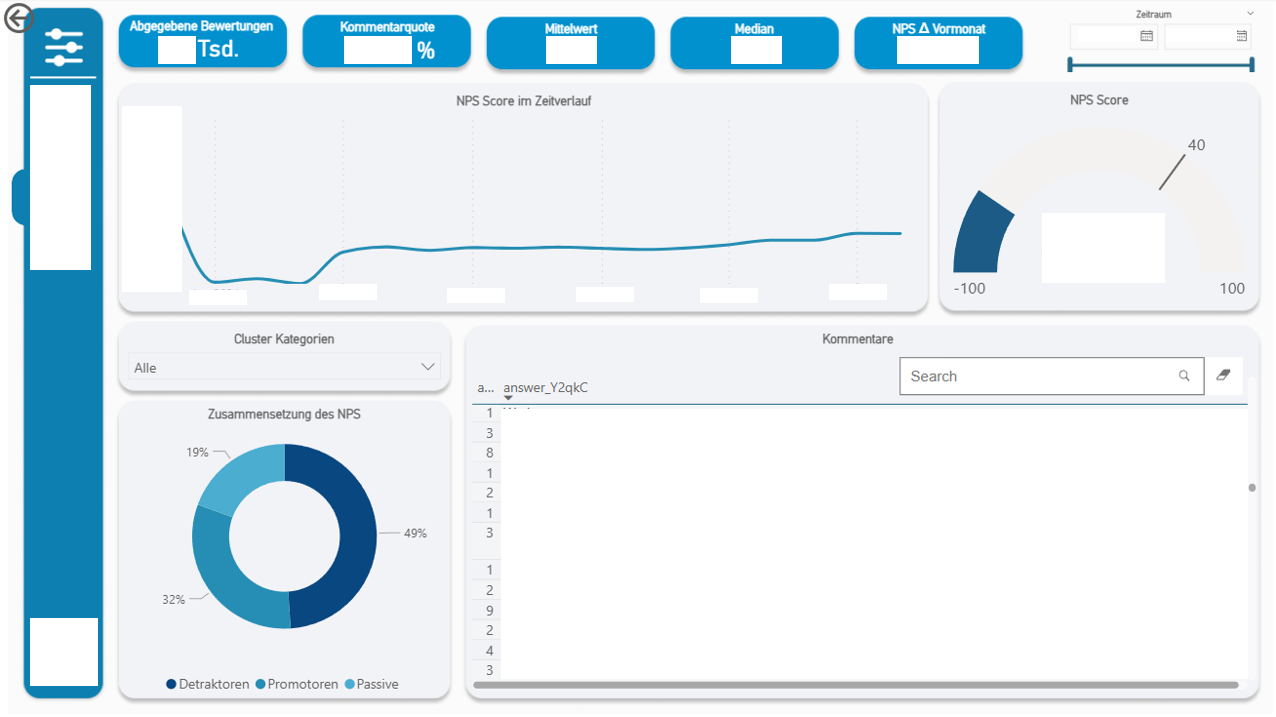 Abgegebene Bewertungen
Tsd.
Kommentarquote
%
Mittelwert
Median
NPS Δ Vormonat
Zeitraum
NPS Score im Zeitverlauf
NPS Score
40
-100
100
Cluster Kategorien
Alle
Kommentare
Search
a... answer_Y2qkC
1
3
8
1
2
1
3
1
2
9
2
4
3
Zusammensetzung des NPS
19%
49%
32%
Detraktoren Promotoren Passive